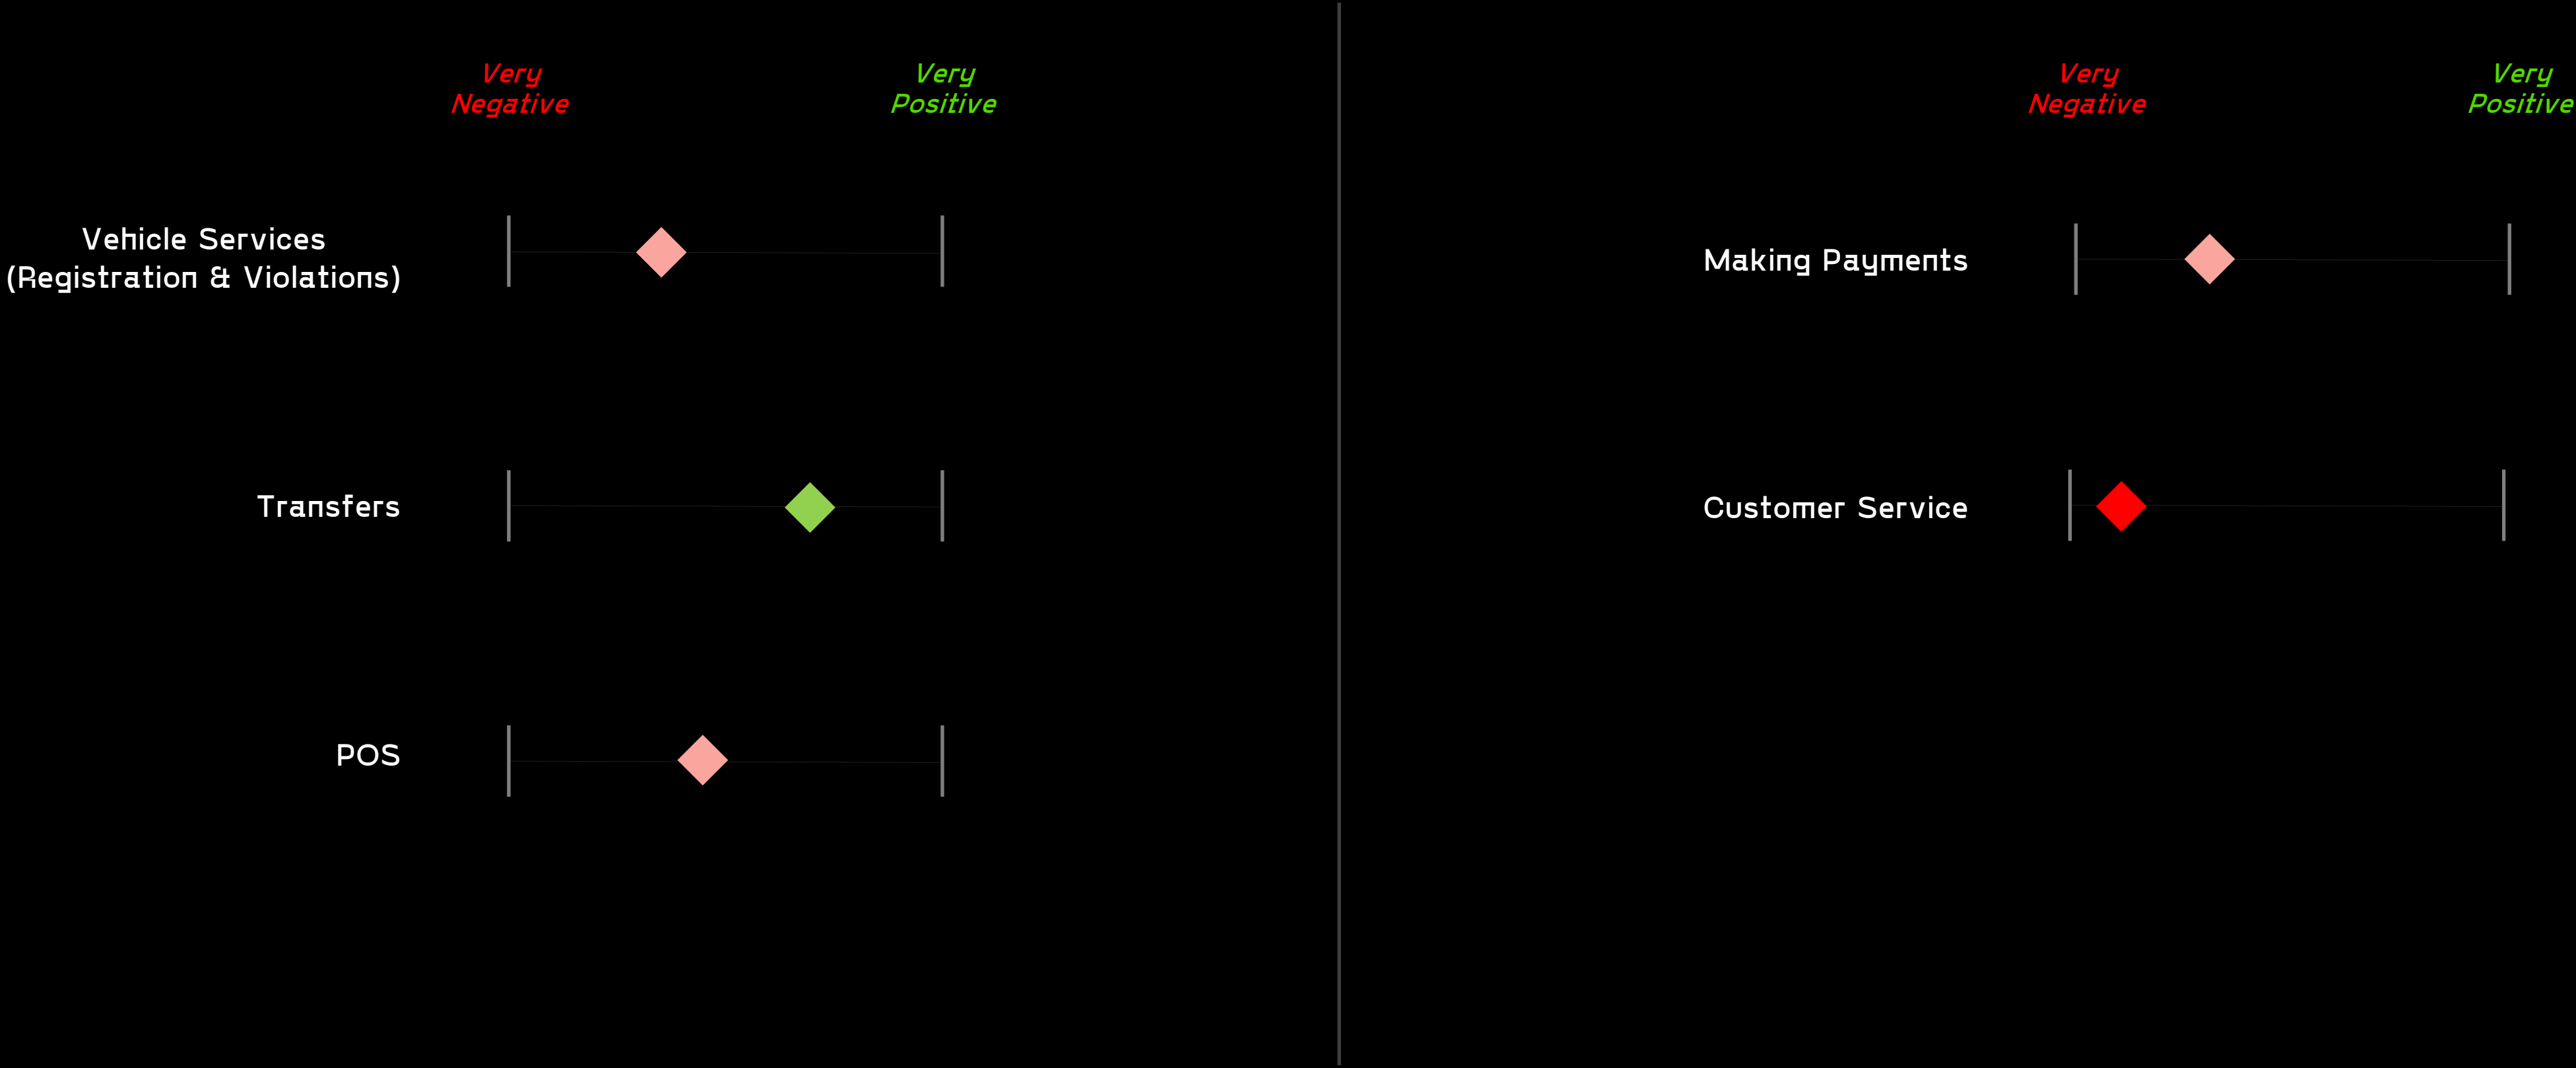 Very
Negative
Very
Positive
Vehicle Services
(Registration & Violations)
Transfers
POS
Very
Negative
Very
Positive
Making Payments
Customer Service